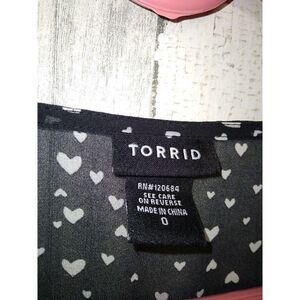 TORRID
RN#120684
SEE CARE
ON REVERSE
MADE IN CHINA
0